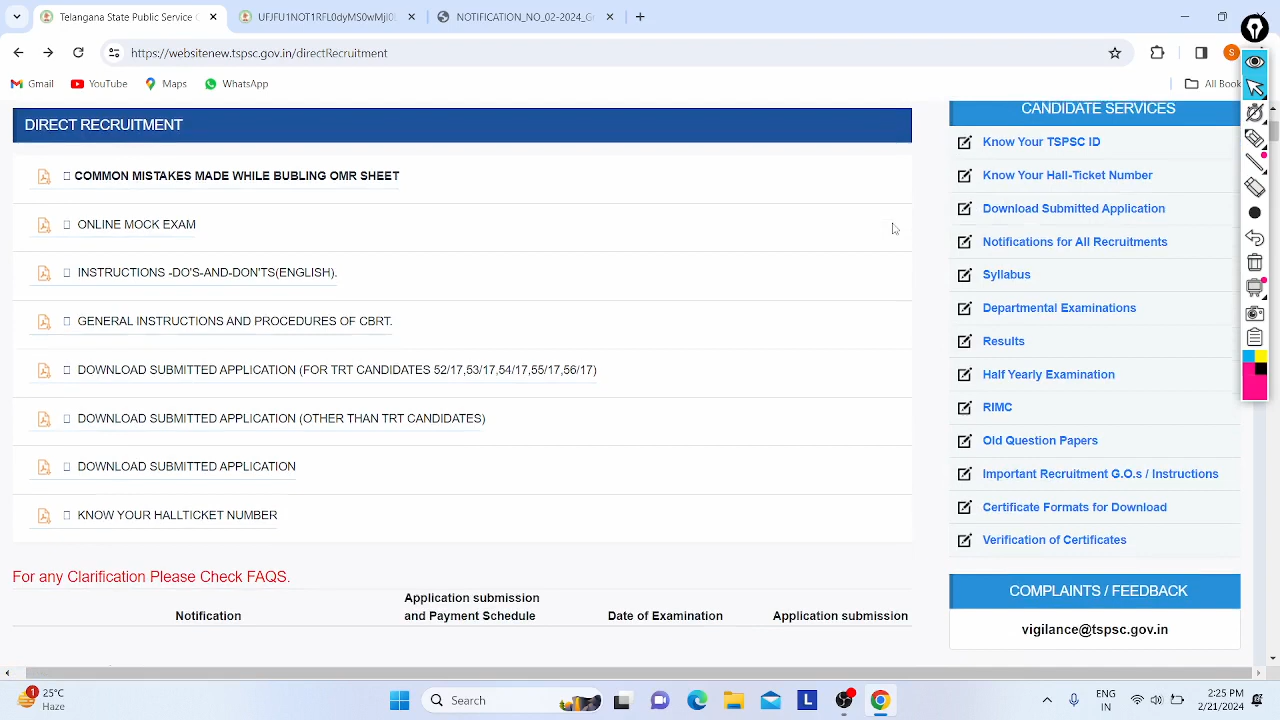 Telangana State Public Service C
UFJFU1NOT1RFL0dyMS0wMjI0
NOTIFICATION_NO_02-2024_G
https://websitenew.tspsc.gov.in/directRecruitment
S
Gmail
YouTube
Maps
WhatsApp
All Book
DIRECT RECRUITMENT
COMMON MISTAKES MADE WHILE BUBLING OMR SHEET
ONLINE MOCK EXAM
INSTRUCTIONS -DO'S-AND-DON'TS(ENGLISH).
GENERAL INSTRUCTIONS AND PROCEDURES FOR CBRT.
DOWNLOAD SUBMITTED APPLICATION (FOR TRT CANDIDATES 52/17,53/17,54/17,55/17,56/17)
DOWNLOAD SUBMITTED APPLICATION(OTHER THAN TRT CANDIDATES)
DOWNLOAD SUBMITTED APPLICATION
KNOW YOUR HALLTICKET NUMBER
For any Clarification Please Check FAQS.
Notification
Application submission
and Payment Schedule
Date of Examination
Application submission
CANDIDATE SERVICES
Know Your TSPSC ID
Know Your Hall-Ticket Number
Download Submitted Application
Notifications for All Recruitments
Syllabus
Departmental Examinations
Results
Half Yearly Examination
RIMC
Old Question Papers
Important Recruitment G.O.s / Instructions
Certificate Formats for Download
Verification of Certificates
COMPLAINTS / FEEDBACK
vigilance@tspsc.gov.in
1
25°C
Haze
Search
L
ENG
IN
2:25 PM
2/21/2024